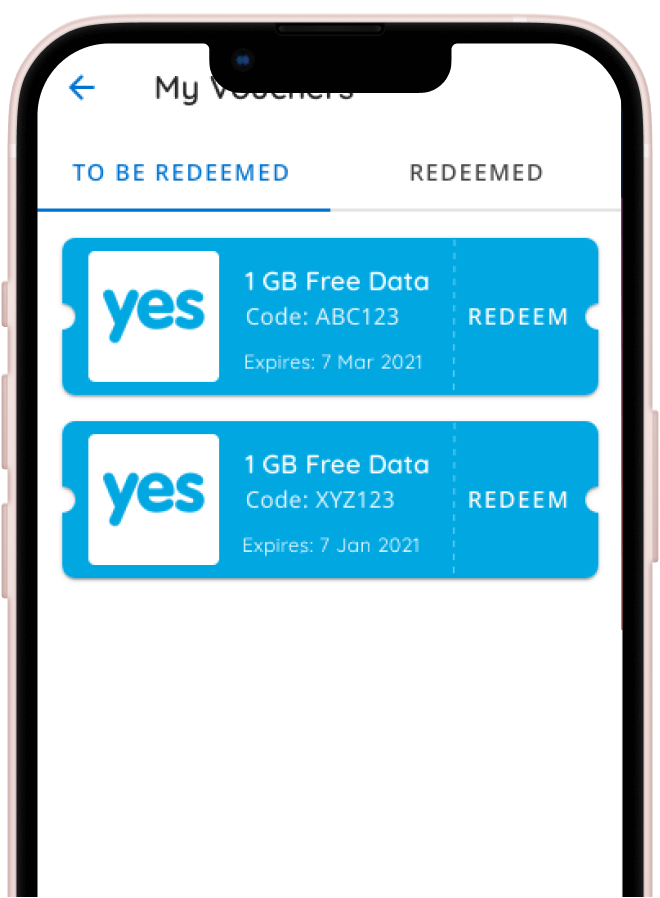 My Vouchers
TO BE REDEEMED
REDEEMED
yes
1 GB Free Data
Code: ABC123
Expires: 7 Mar 2021
REDEEM
yes
1 GB Free Data
Code: XYZ123
Expires: 7 Jan 2021
REDEEM